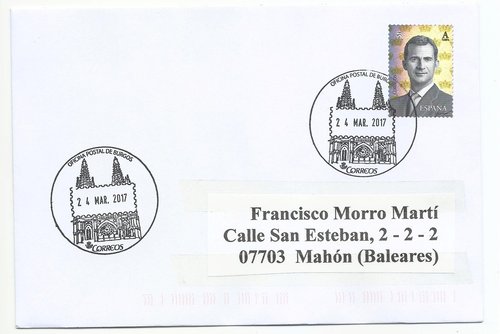 A
ESPAÑA
OFICINA POSTAL DE BURGOS
2 4 MAR. 2017
CORREOS
OFICINA POSTAL DE BURGOS
2 4 MAR. 2017
CORREOS
Francisco Morro Martí
Calle San Esteban, 2 - 2 - 2
07703 Mahón (Baleares)